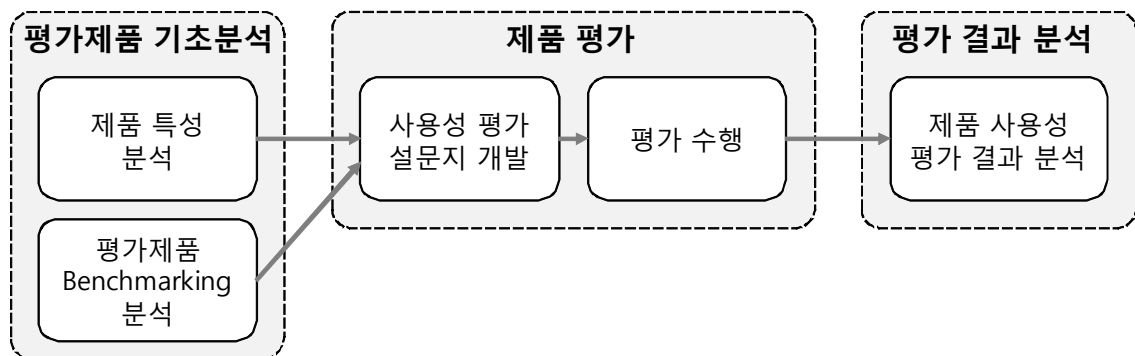 평가제품 기초분석
제품 특성
분석
평가제품
Benchmarking
분석
제품 평가
사용성 평가
설문지 개발
평가 수행
평가 결과 분석
제품 사용성
평가 결과 분석